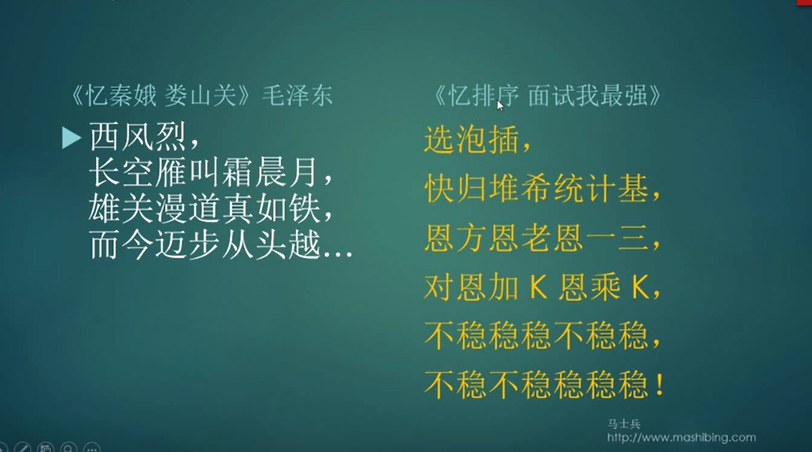 《忆秦娥 娄山关》毛泽东
西风烈，
长空雁叫霜晨月，
雄关漫道真如铁，
而今迈步从头越…
《忆排序 面试我最强》
选泡插，
快归堆希统计基，
恩方恩老恩一三，
对恩加 K 恩乘 K，
不稳稳稳不稳稳，
不稳不稳稳稳稳！
马士兵
http://www.mashibing.com